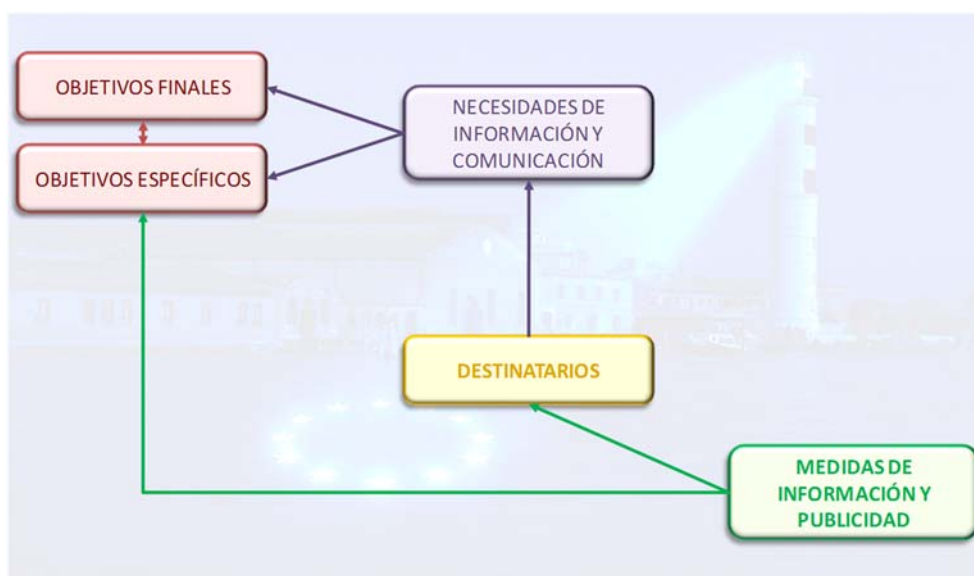 OBJETIVOS FINALES
NECESIDADES DE
INFORMACIÓN Y
COMUNICACIÓN
OBJETIVOS ESPECÍFICOS
DESTINATARIOS
MEDIDAS DE
INFORMACIÓN Y
PUBLICIDAD